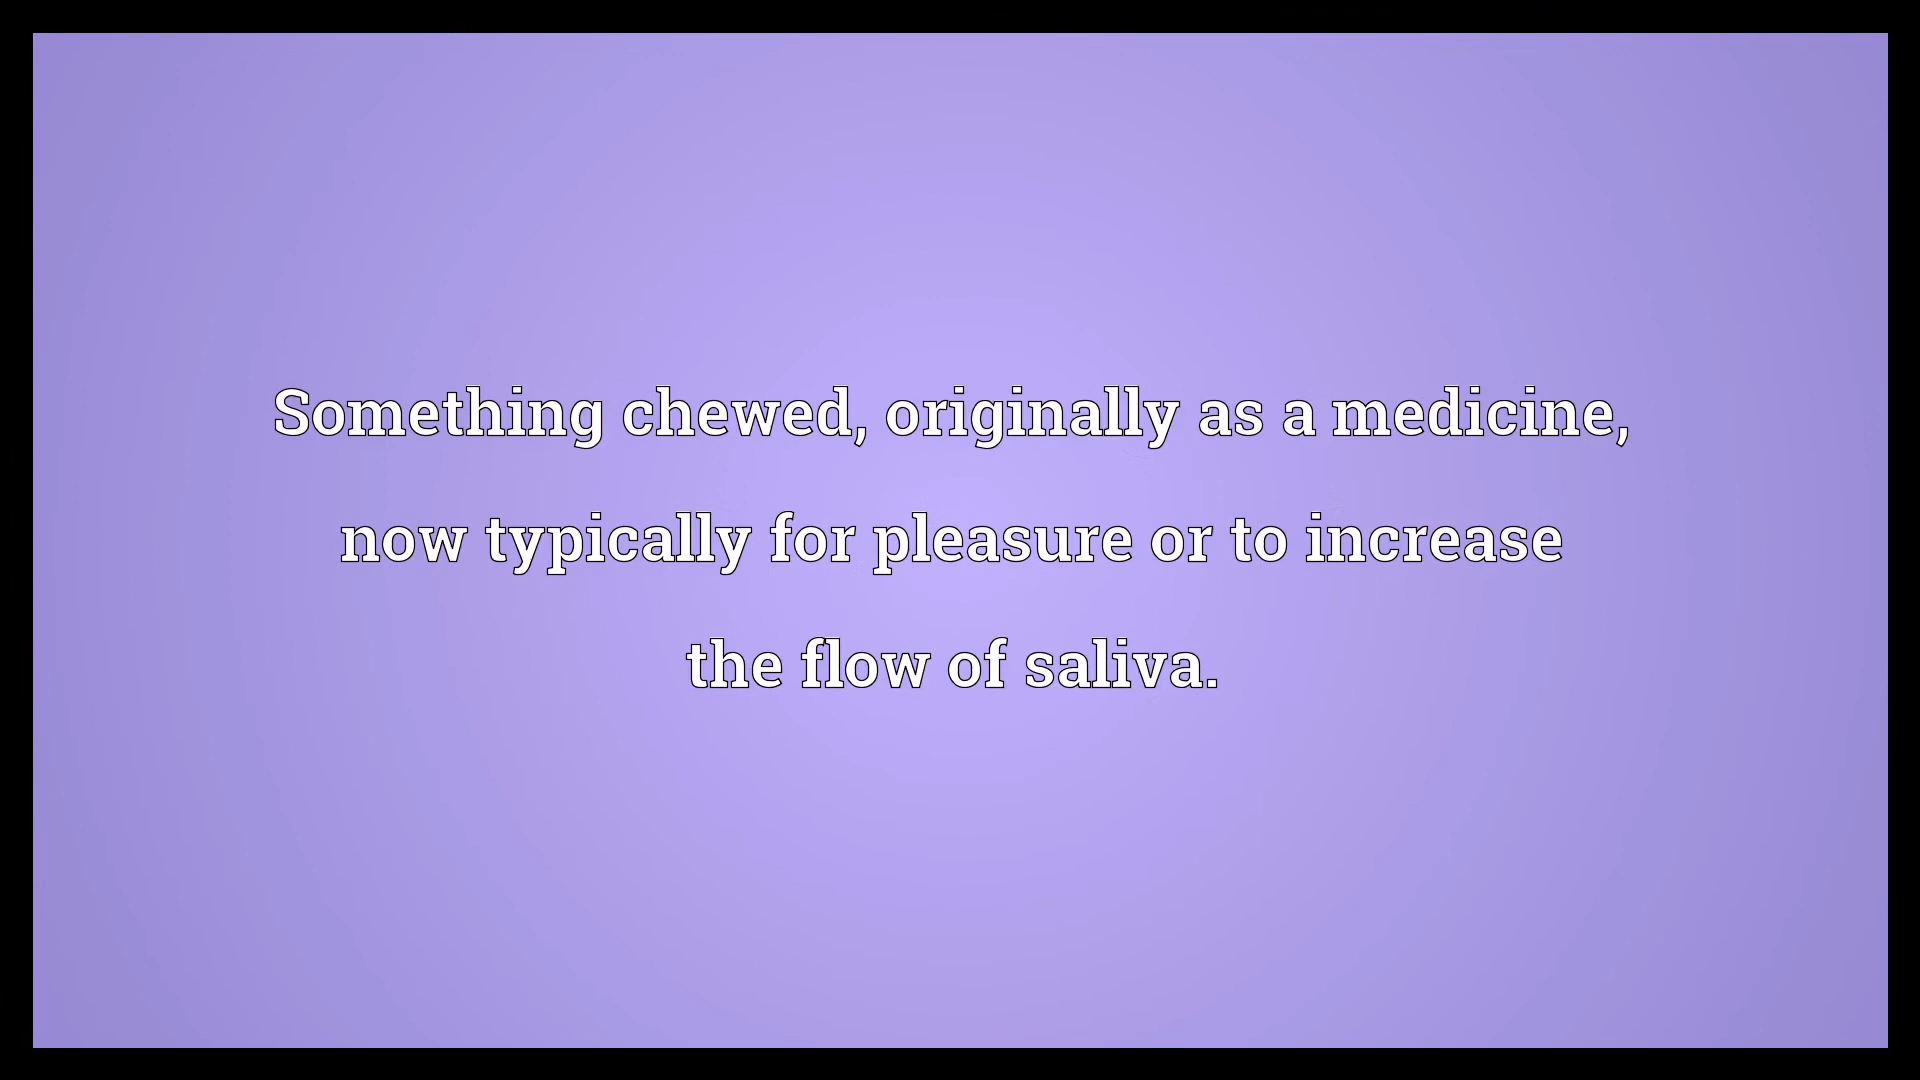 Something chewed, originally as a medicine,
now typically for pleasure or to increase
the flow of saliva.